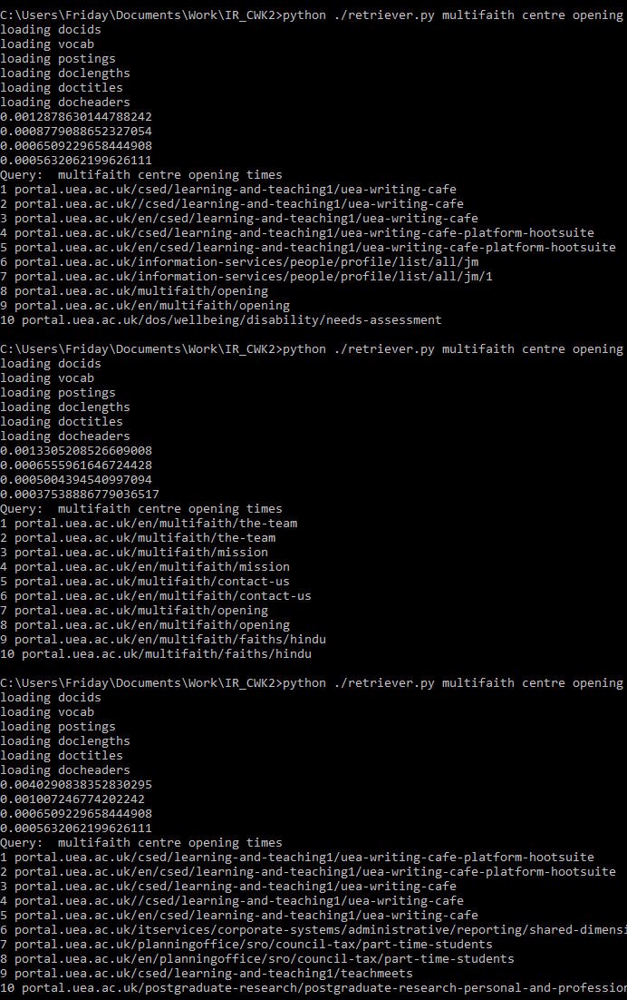 C:\Users\Friday\Documents\Work\IR_CWK2>python ./retriever.py multifaith centre opening
loading docids
loading vocab
loading postings
loading doclengths
loading doctitles
loading docheaders
0.0012878630144788242
0.0008779088652327054
0.0006509229658444908
0.0005632062199626111
Query:  multifaith centre opening times
1 portal.uea.ac.uk/csed/learning-and-teaching1/uea-writing-cafe
2 portal.uea.ac.uk//csed/learning-and-teaching1/uea-writing-cafe
3 portal.uea.ac.uk/en/csed/learning-and-teaching1/uea-writing-cafe
4 portal.uea.ac.uk/csed/learning-and-teaching1/uea-writing-cafe-platform-hootsuite
5 portal.uea.ac.uk/en/csed/learning-and-teaching1/uea-writing-cafe-platform-hootsuite
6 portal.uea.ac.uk/information-services/people/profile/list/all/jm
7 portal.uea.ac.uk/information-services/people/profile/list/all/jm/1
8 portal.uea.ac.uk/multifaith/opening
9 portal.uea.ac.uk/en/multifaith/opening
10 portal.uea.ac.uk/dos/wellbeing/disability/needs-assessment
C:\Users\Friday\Documents\Work\IR_CWK2>python ./retriever.py multifaith centre opening
loading docids
loading vocab
loading postings
loading doclengths
loading doctitles
loading docheaders
0.0013305208526609008
0.0006555961646724428
0.0005004394540997094
0.00037538886779036517
Query:  multifaith centre opening times
1 portal.uea.ac.uk/en/multifaith/the-team
2 portal.uea.ac.uk/multifaith/the-team
3 portal.uea.ac.uk/multifaith/mission
4 portal.uea.ac.uk/en/multifaith/mission
5 portal.uea.ac.uk/multifaith/contact-us
6 portal.uea.ac.uk/en/multifaith/contact-us
7 portal.uea.ac.uk/multifaith/opening
8 portal.uea.ac.uk/en/multifaith/opening
9 portal.uea.ac.uk/en/multifaith/faiths/hindu
10 portal.uea.ac.uk/multifaith/faiths/hindu
C:\Users\Friday\Documents\Work\IR_CWK2>python ./retriever.py multifaith centre opening
loading docids
loading vocab
loading postings
loading doclengths
loading doctitles
loading docheaders
0.0040290838352830295
0.001007246774202242
0.0006509229658444908
0.0005632062199626111
Query:  multifaith centre opening times
1 portal.uea.ac.uk/csed/learning-and-teaching1/uea-writing-cafe-platform-hootsuite
2 portal.uea.ac.uk/en/csed/learning-and-teaching1/uea-writing-cafe-platform-hootsuite
3 portal.uea.ac.uk/csed/learning-and-teaching1/uea-writing-cafe
4 portal.uea.ac.uk//csed/learning-and-teaching1/uea-writing-cafe
5 portal.uea.ac.uk/en/csed/learning-and-teaching1/uea-writing-cafe
6 portal.uea.ac.uk/itservices/corporate-systems/administrative/reporting/shared-dimensi
7 portal.uea.ac.uk/planningoffice/sro/council-tax/part-time-students
8 portal.uea.ac.uk/en/planningoffice/sro/council-tax/part-time-students
9 portal.uea.ac.uk/csed/learning-and-teaching1/teachmeets
10 portal.uea.ac.uk/postgraduate-research/postgraduate-research-personal-and-profession